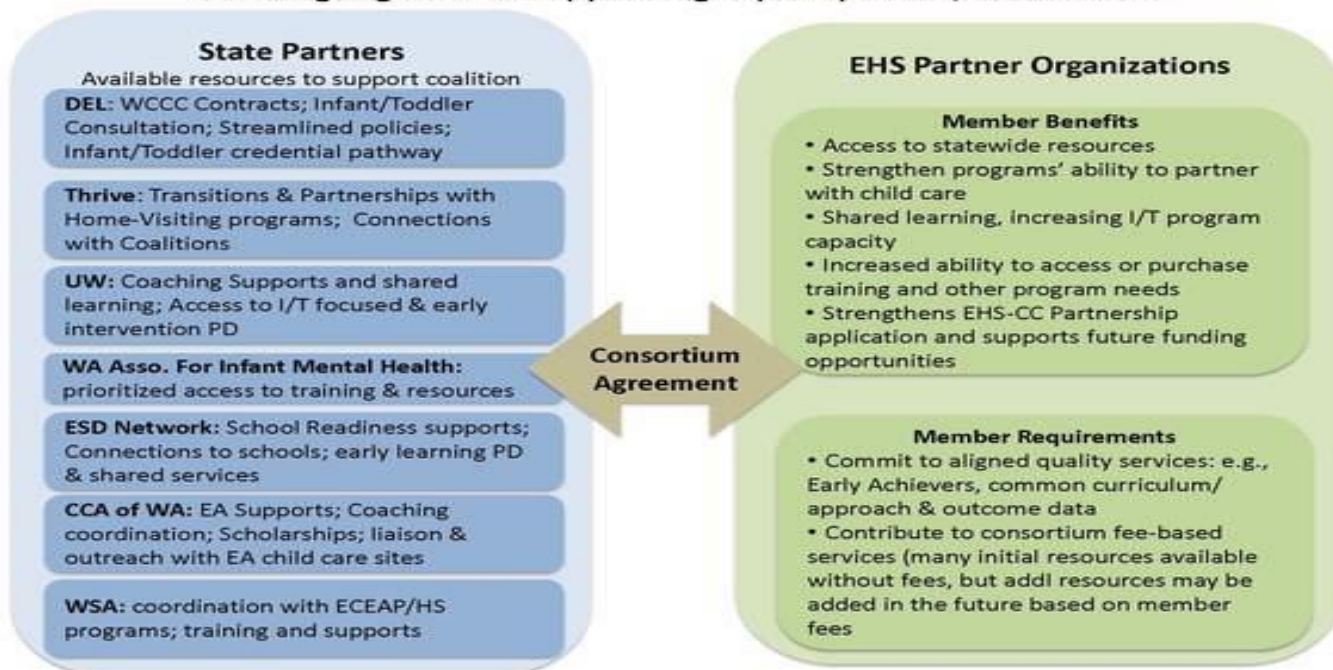 State Partners
Available resources to support coalition
DEL: WCCC Contracts; Infant/Toddler
Consultation; Streamlined policies;
Infant/Toddler credential pathway
Thrive: Transitions & Partnerships with
Home-Visiting programs; Connections
with Coalitions
UW: Coaching Supports and shared
learning; Access to I/T focused & early
intervention PD
WA Asso. For Infant Mental Health:
prioritized access to training & resources
ESD Network: School Readiness supports;
Connections to schools; early learning PD
& shared services
CCA of WA: EA Supports; Coaching
coordination; Scholarships; liaison &
outreach with EA child care sites
WSA: coordination with ECEAP/HS
programs; training and supports
Consortium
Agreement
EHS Partner Organizations
Member Benefits
• Access to statewide resources
• Strengthen programs' ability to partner
with child care
• Shared learning, increasing I/T program
capacity
• Increased ability to access or purchase
training and other program needs
• Strengthens EHS-CC Partnership
application and supports future funding
opportunities
Member Requirements
• Commit to aligned quality services: e.g.,
Early Achievers, common curriculum/
approach & outcome data
• Contribute to consortium fee-based
services (many initial resources available
without fees, but addl resources may be
added in the future based on member
fees